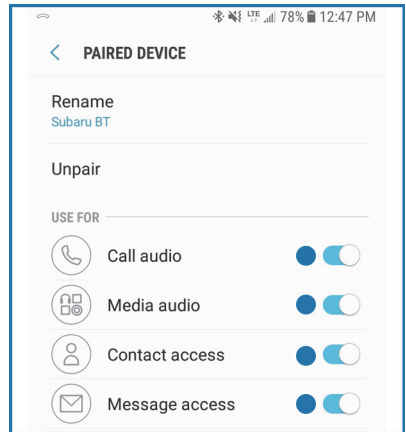 LTE 78% 12:47 PM
PAIRED DEVICE
Rename
Subaru BT
Unpair
USE FOR
Call audio
Media audio
Contact access
Message access